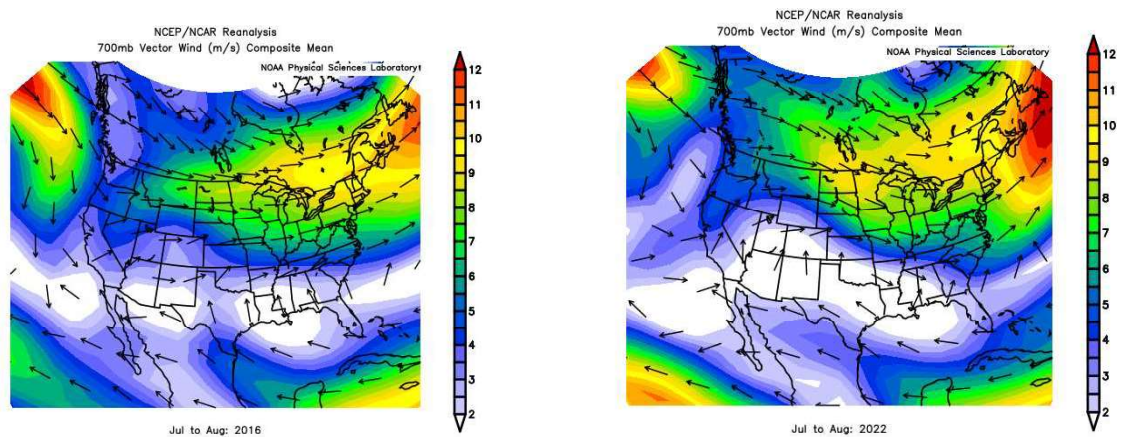 NCEP/NCAR Reanalysis
700mb Vector Wind (m/s) Composite Mean
NOAA Physical Sciences Laboratory
12
11
10
9
8
7
6
5
4
3
2
Jul to Aug: 2016
NCEP/NCAR Reanalysis
700mb Vector Wind (m/s) Composite Mean
NOAA Physical Sciences Laboratory
12
11
10
9
8
7
6
5
4
3
2
Jul to Aug: 2022